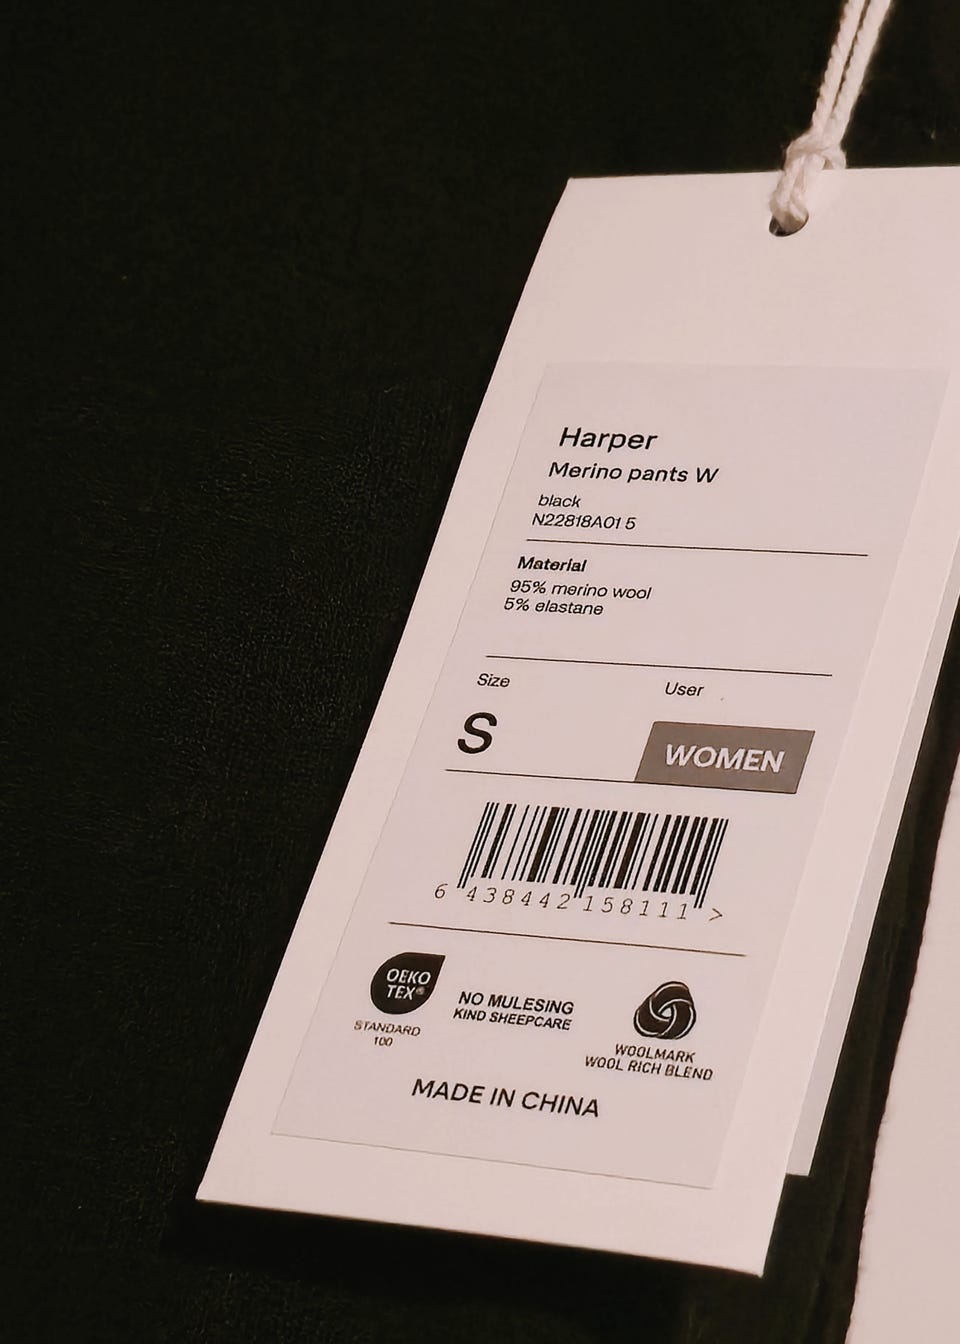 Harper
Merino pants W
black
N22818A01 5
Material
95% merino wool
5% elastane
Size
User
S
WOMEN
6 438442 158111 >
OEKO
TEX®
STANDARD
100
NO MULESING
KIND SHEEPCARE
WOOLMARK
WOOL RICH BLEND
MADE IN CHINA